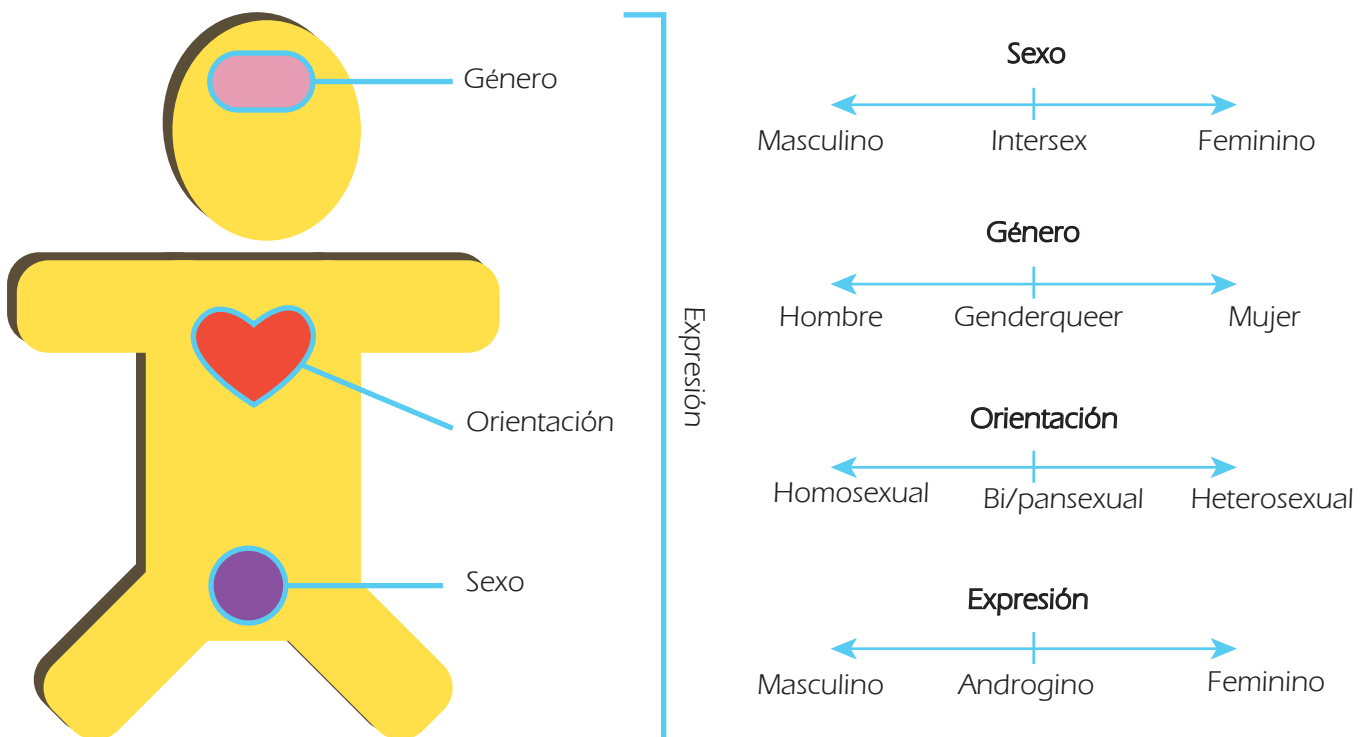 Género
Orientación
Sexo
Expresión
Sexo
Masculino Intersex Feminino
Género
Hombre Genderqueer Mujer
Orientación
Homosexual Bi/pansexual Heterosexual
Expresión
Masculino Androgino Feminino